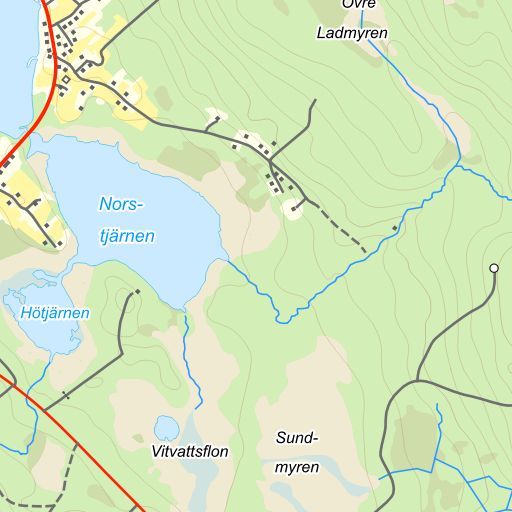 Övre
Ladmyren
Nors-
tjärnen
Hötjärnen
Sund-
myren
Vitvattsflon